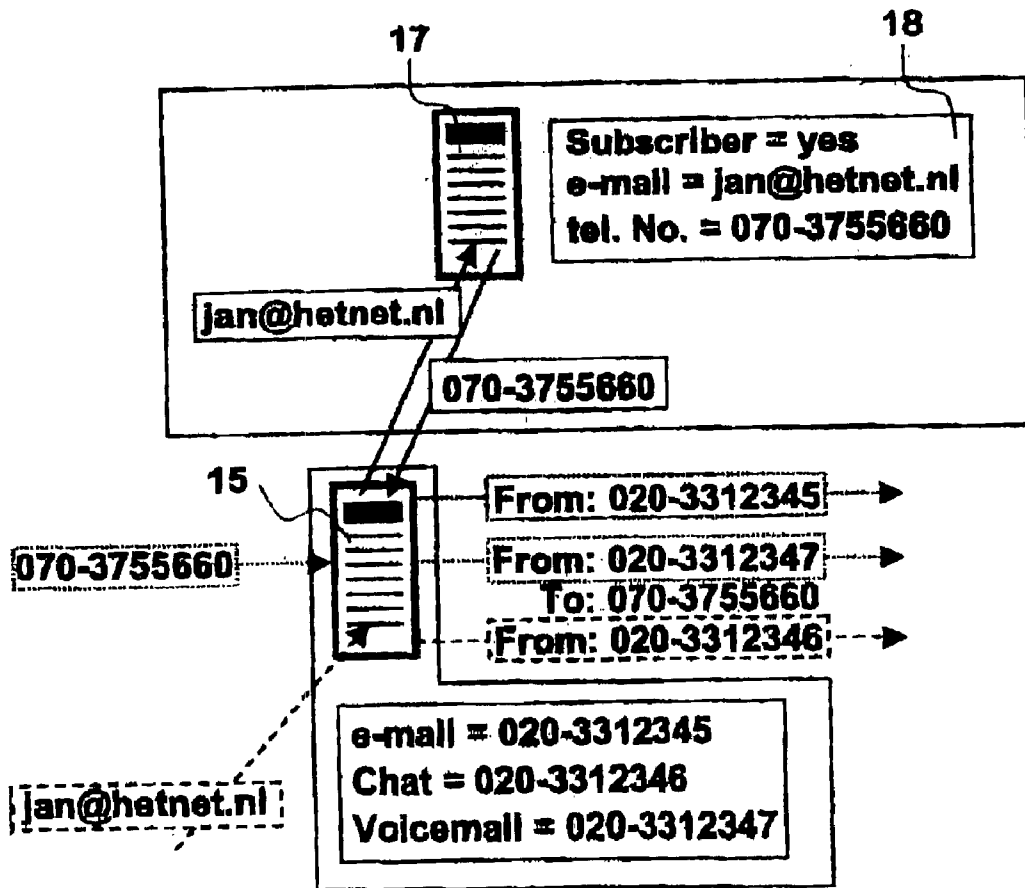 17
18
Subscriber = yes
e-mail = jan@hetnet.nl
tel. No. = 070-3755660
jan@hetnet.nl
070-3755660
15
From: 020-3312345
070-3755660
From: 020-3312347
To: 070-3755660
From: 020-3312346
e-mail = 020-3312345
Chat = 020-3312346
jan@hetnet.nl
Voicemail = 020-3312347